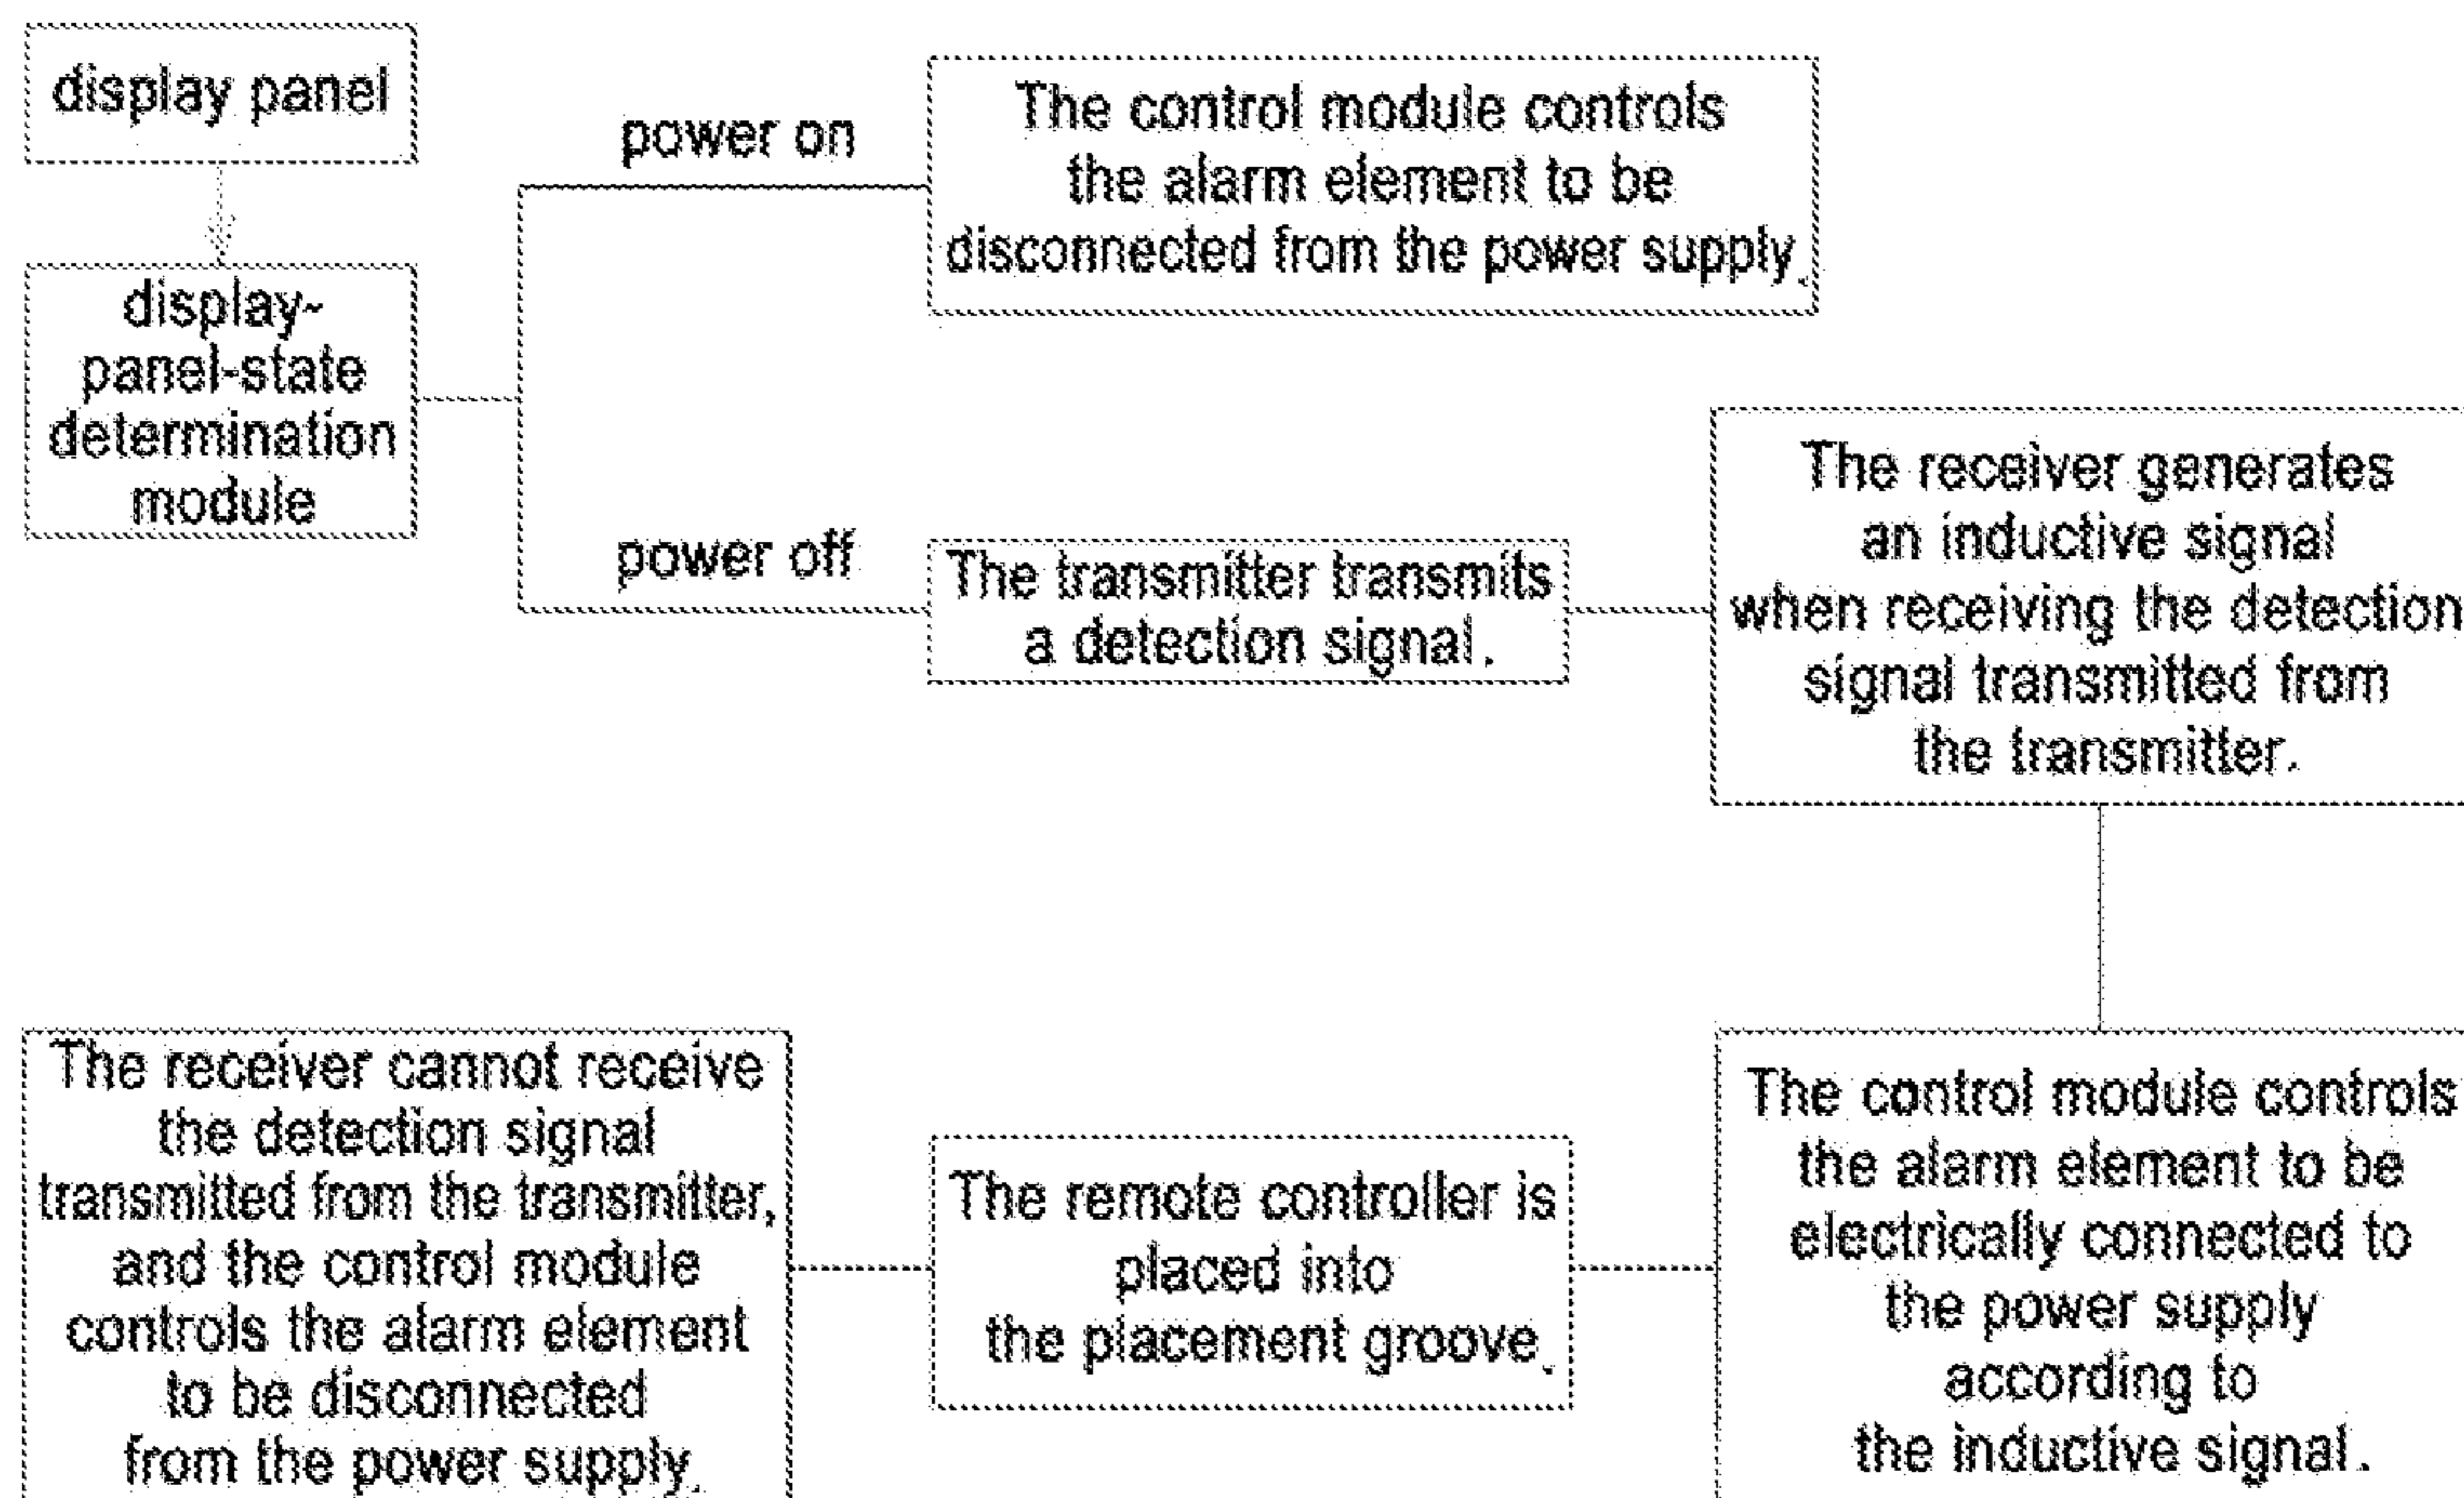 display panel
power on
The control module controls
the alarm element to be
disconnected from the power supply.
display-
panel-state
determination
module
power off
The transmitter transmits
a detection signal.
The receiver generates
an inductive signal
when receiving the detection
signal transmitted from
the transmitter.
The control module controls
the alarm element to be
electrically connected to
the power supply
according to
the inductive signal.
The remote controller is
placed into
the placement groove.
The receiver cannot receive
the detection signal
transmitted from the transmitter,
and the control module
controls the alarm element
to be disconnected
from the power supply.